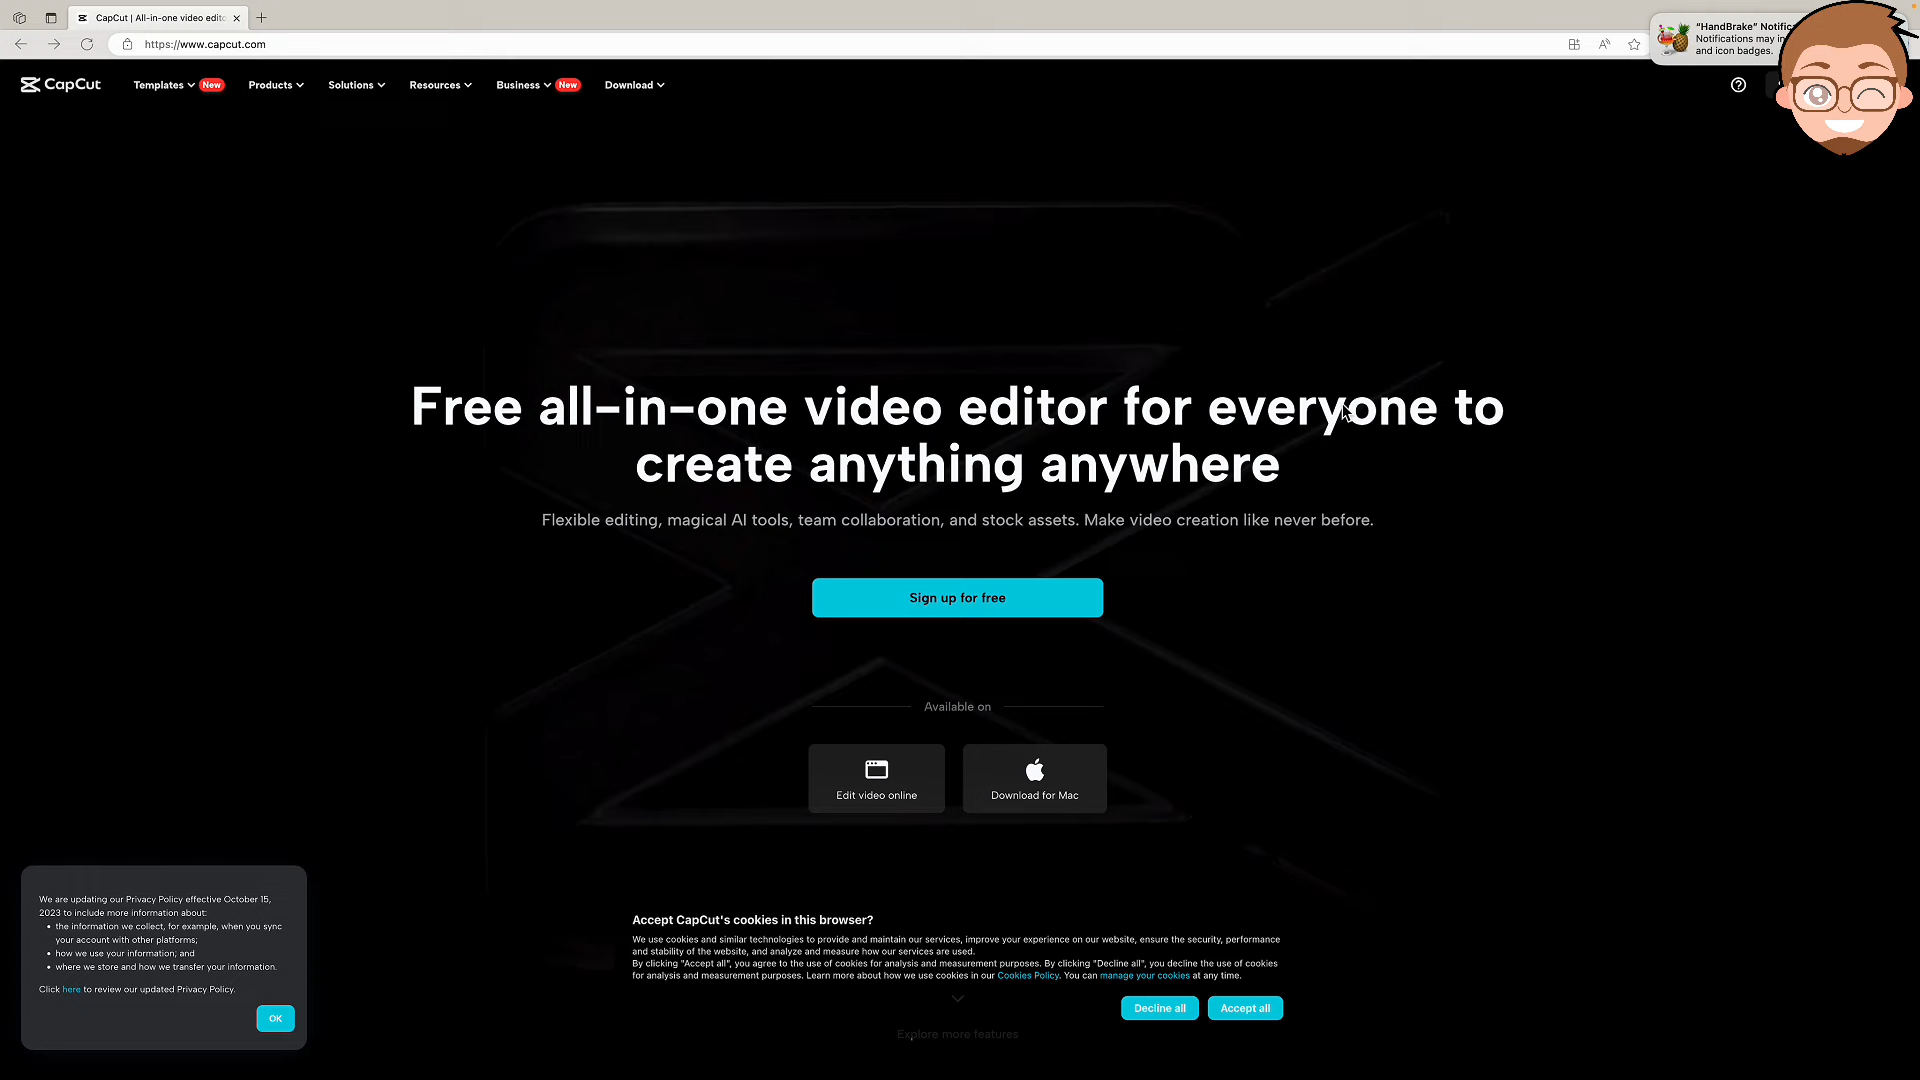 CapCut | All-in-one video edito
https://www.capcut.com
"HandBrake" Notific
Notifications may in
and icon badges.
CapCut
Templates New
Products
Solutions
Resources
Business New
Download
Free all-in-one video editor for everyone to
create anything anywhere
Flexible editing, magical AI tools, team collaboration, and stock assets. Make video creation like never before.
Sign up for free
Available on
Edit video online
Download for Mac
We are updating our Privacy Policy effective October 15,
2023 to include more information about:
• the information we collect, for example, when you sync
your account with other platforms;
• how we use your information; and
• where we store and how we transfer your information.
Click here to review our updated Privacy Policy.
OK
Accept CapCut's cookies in this browser?
We use cookies and similar technologies to provide and maintain our services, improve your experience on our website, ensure the security, performance
and stability of the website, and analyze and measure how our services are used.
By clicking "Accept all", you agree to the use of cookies for analysis and measurement purposes. By clicking "Decline all", you decline the use of cookies
for analysis and measurement purposes. Learn more about how we use cookies in our Cookies Policy. You can manage your cookies at any time.
Decline all
Accept all
Explore more features